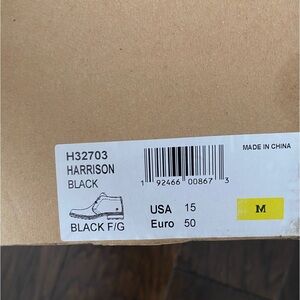 H32703
HARRISON
BLACK
BLACK F/G
1 92466 00867 3
USA 15
Euro 50
MADE IN CHINA
M